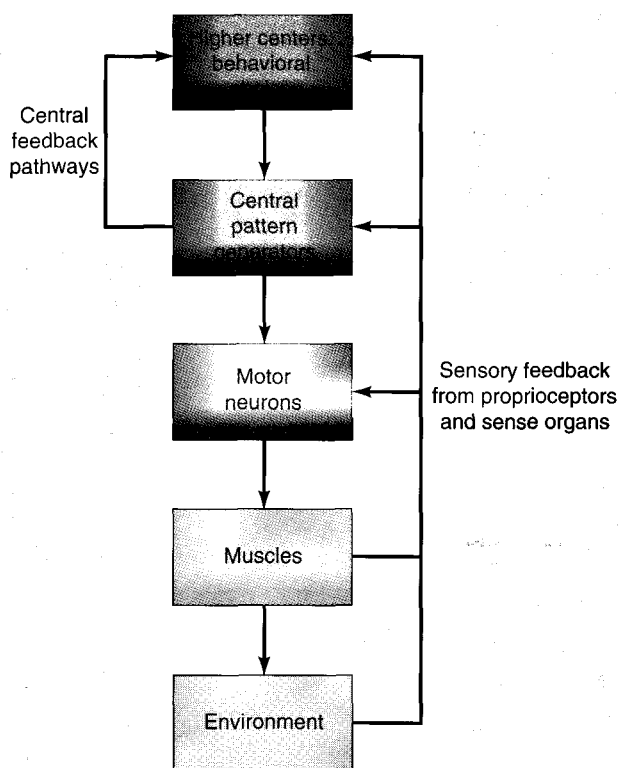 Higher centers:
behavioral
Central
feedback
pathways
Central
pattern
generators
Motor
neurons
Sensory feedback
from proprioceptors
and sense organs
Muscles
Environment